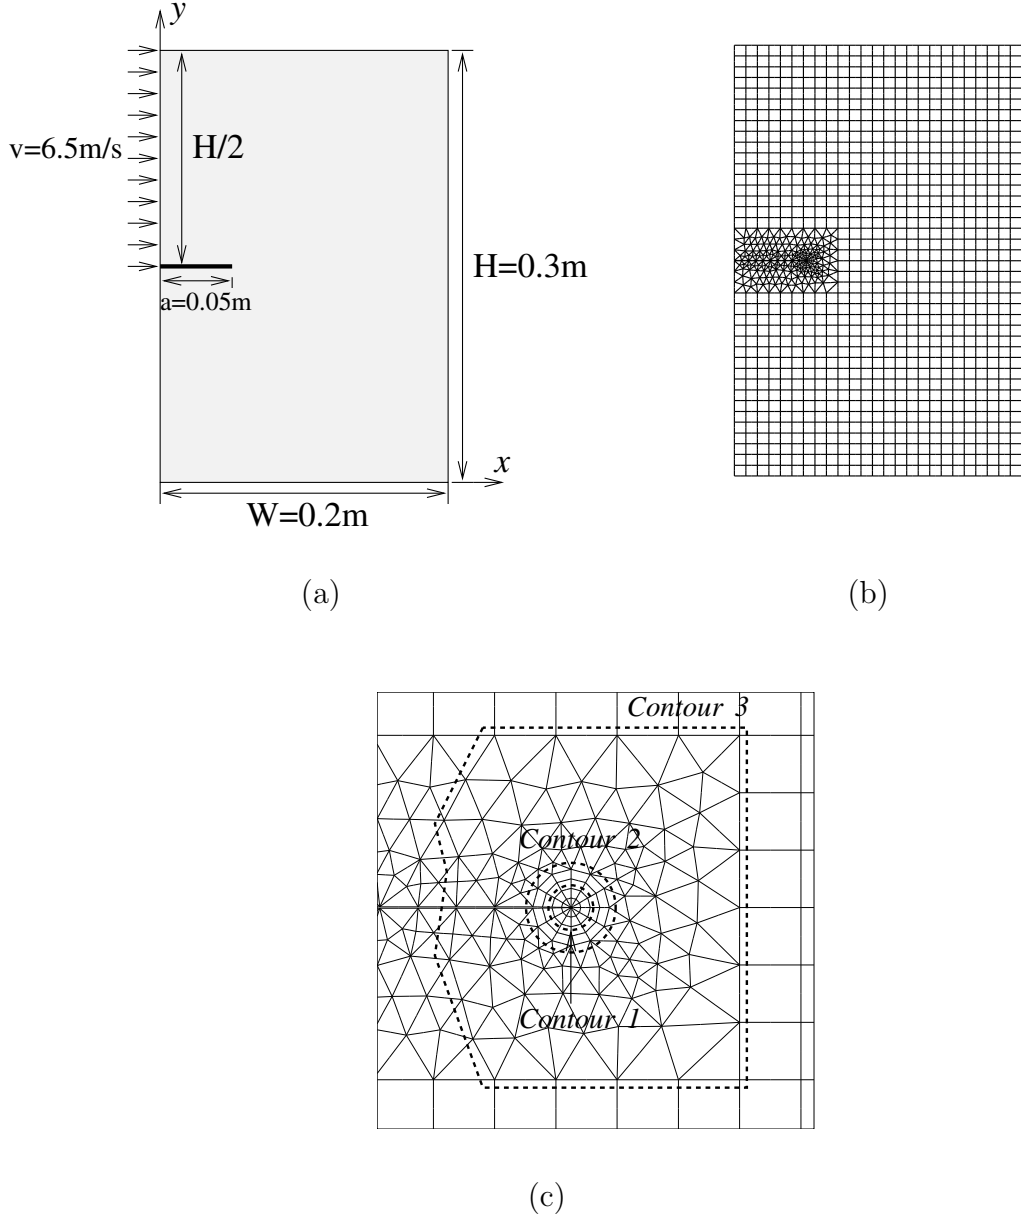 y
v=6.5m/s
H/2
H=0.3m
a=0.05m
x
W=0.2m
(a)
(b)
Contour 3
Contour 2
Contour 1
(c)